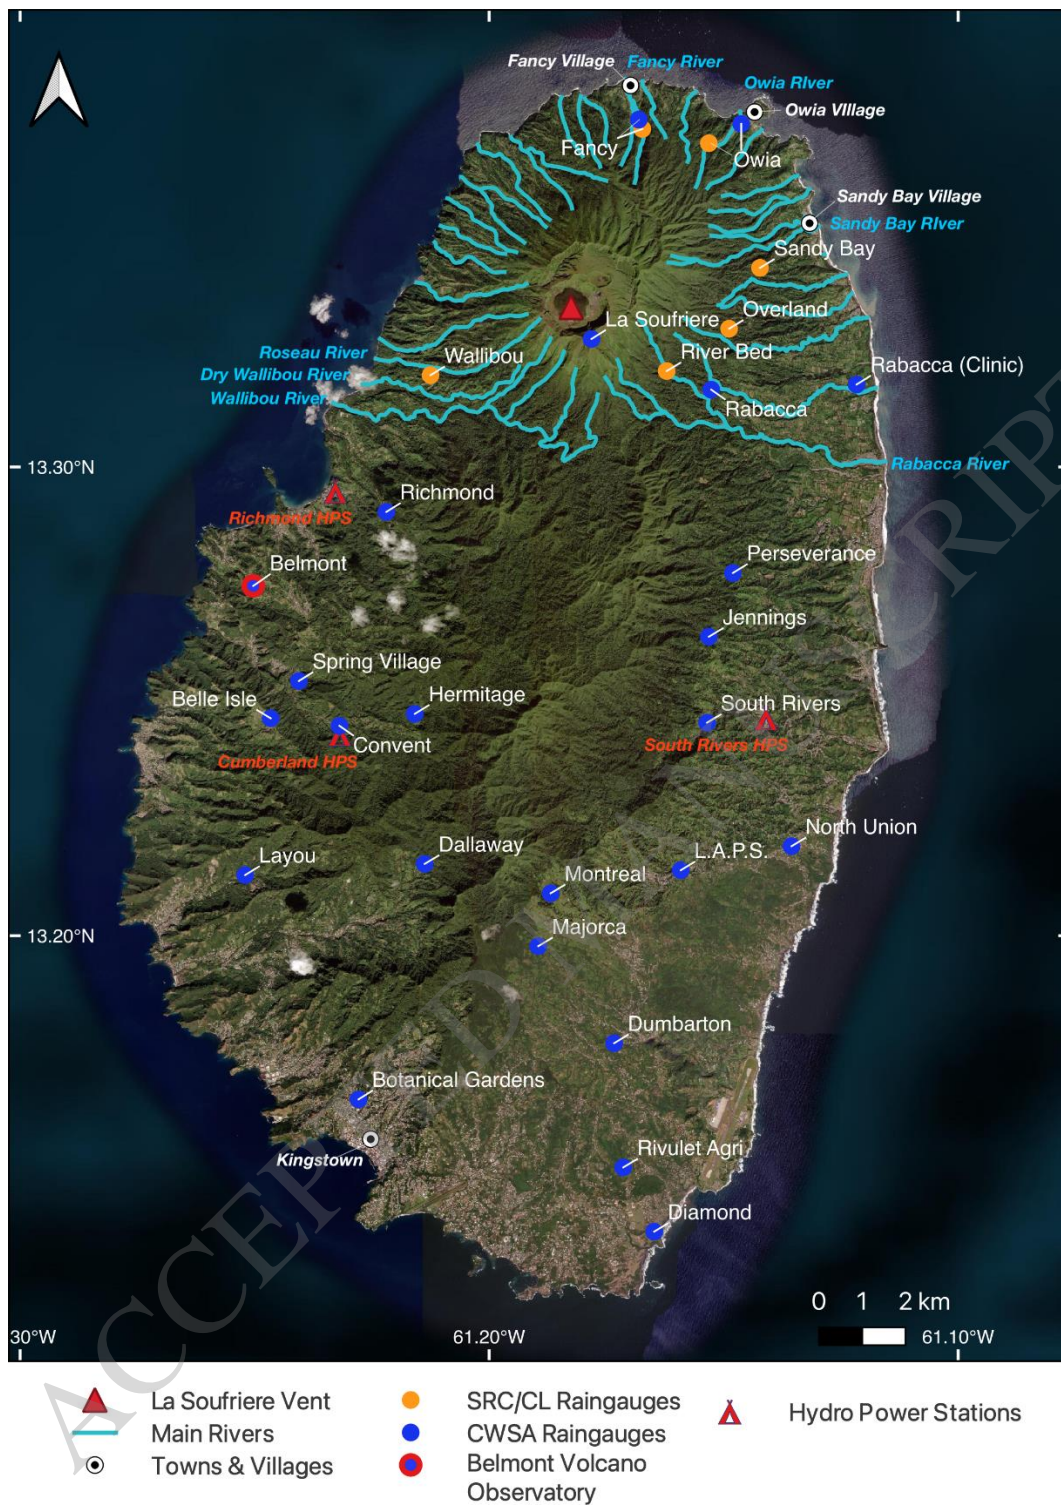 Fancy Village
Fancy River
Owia RIver
Owia VIllage
Fancy
Owia
Sandy Bay Village
Sandy Bay RIver
Sandy Bay
La Soufriere
Overland
Roseau River
Wallibou
River Bed
Rabacca (Clinic)
Dry Wallibou River
Wallibou River
Rabacca
13.30°N
Rabacca River
Richmond
Richmond HPS
Belmont
Perseverance
Jennings
Spring Village
Belle Isle
Hermitage
South Rivers
Convent
South Rivers HPS
Cumberland HPS
North Union
Layou
Dallaway
L.A.P.S.
Montreal
Majorca
13.20°N
Dumbarton
Botanical Gardens
Kingstown
Rivulet Agri
Diamond
0 1 2 km
30°W
61.20°W
61.10°W
ACCEPTED MANUSCRIPT
La Soufriere Vent
SRC/CL Raingauges
Hydro Power Stations
Main Rivers
CWSA Raingauges
Towns & Villages
Belmont Volcano
Observatory